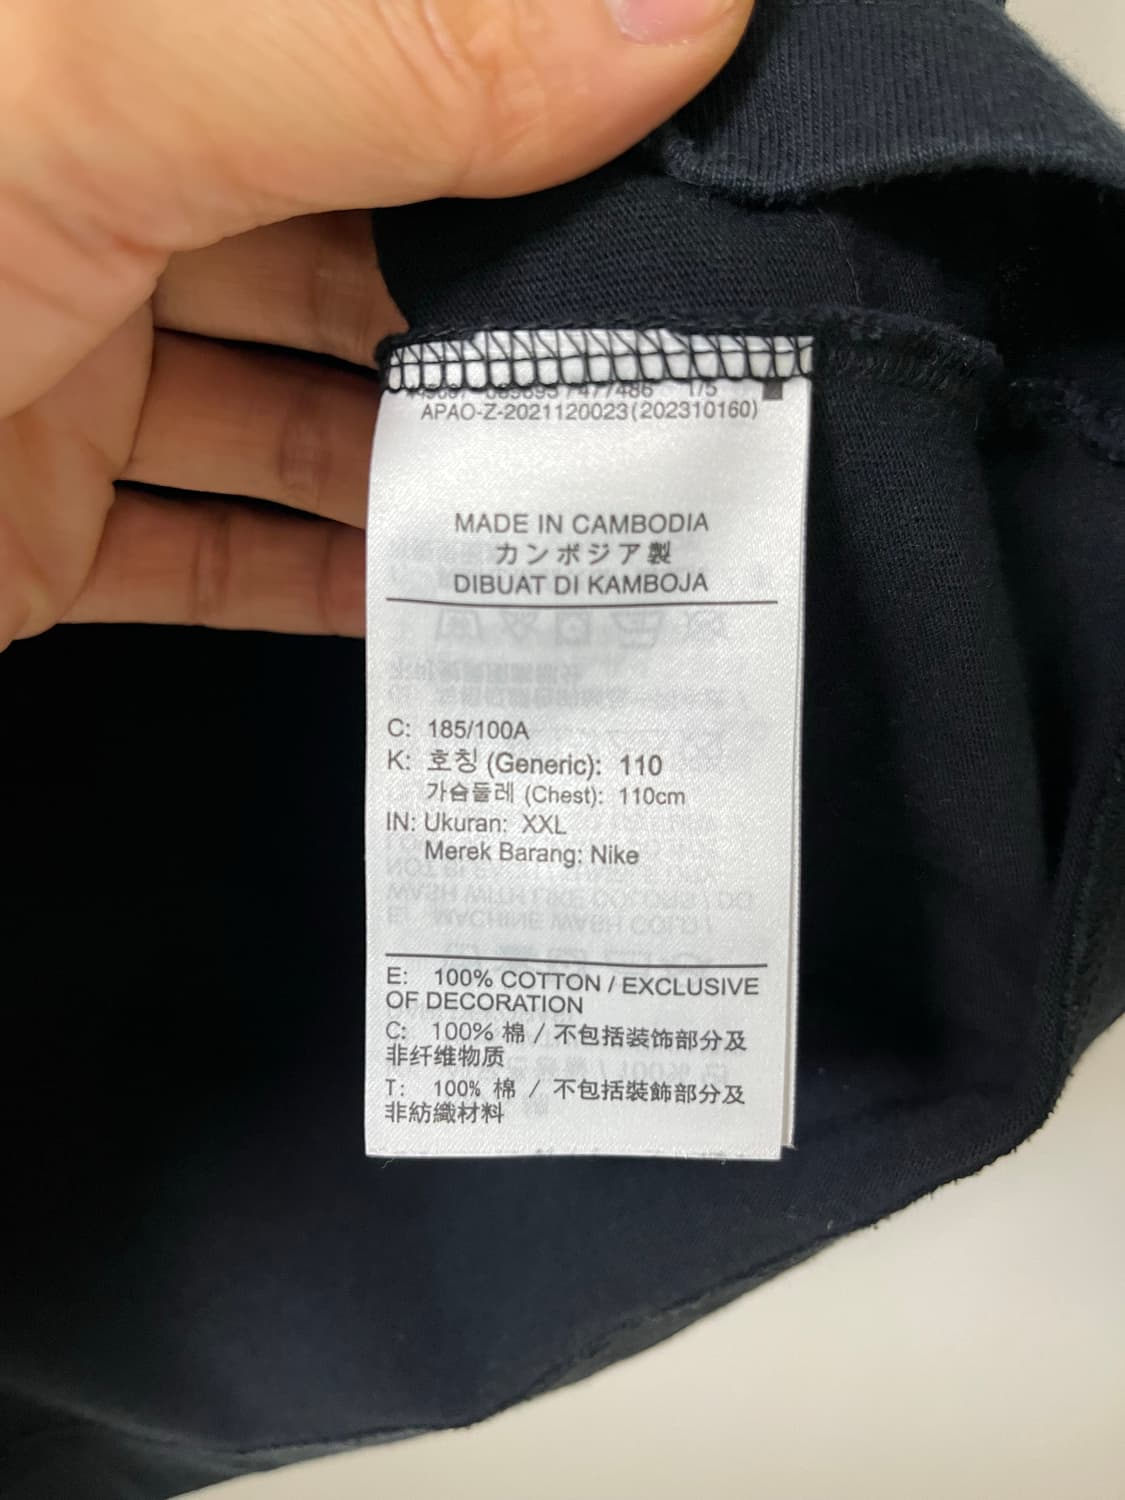 APAO-Z-2021120023(202310160)
MADE IN CAMBODIA
カンボジア製
DIBUAT DI KAMBOJA
C: 185/100A
K: 호칭 (Generic): 110
가슴둘레 (Chest): 110cm
IN: Ukuran: XXL
Merek Barang: Nike
E: 100% COTTON / EXCLUSIVE
OF DECORATION
C: 100% 棉 / 不包括装饰部分及
非纤维物质
T: 100% 棉 / 不包括裝飾部分及
非紡織材料